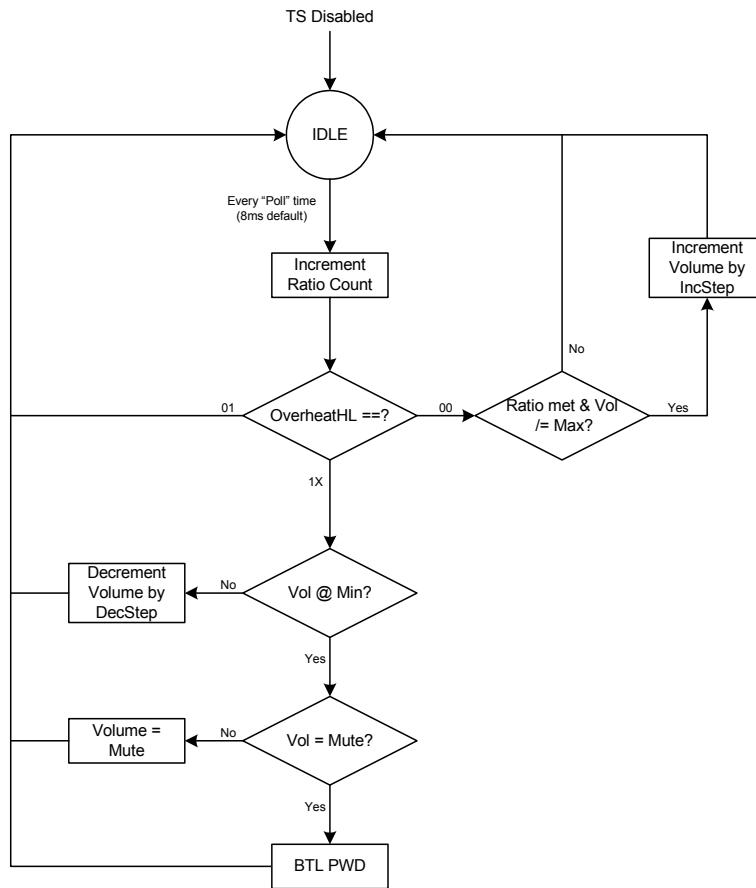 TS Disabled
IDLE
Every “Poll” time
(8ms default)
Increment
Ratio Count
Increment
Volume by
IncStep
No
01
OverheatHL ==?
00
Ratio met & Vol
/= Max?
Yes
1X
Decrement
Volume by
DecStep
No
Vol @ Min?
Yes
Volume =
Mute
No
Vol = Mute?
Yes
BTL PWD